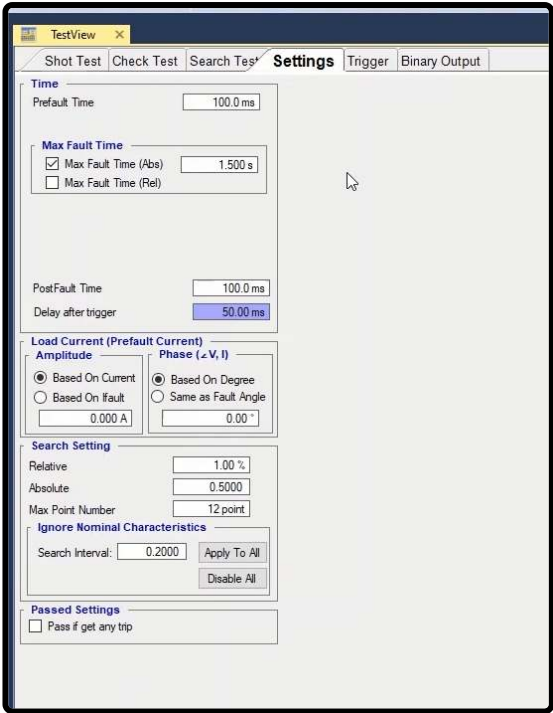 TestView
Shot Test Check Test Search Test Settings Trigger Binary Output
Time
Prefault Time 100.0 ms
Max Fault Time
Max Fault Time (Abs) 1.500 s
Max Fault Time (Rel)
PostFault Time 100.0 ms
Delay after trigger 50.00 ms
Load Current (Prefault Current)
Amplitude Phase (∠V, I)
Based On Current Based On Degree
Based On Ifault Same as Fault Angle
0.000 A 0.00 °
Search Setting
Relative 1.00 %
Absolute 0.5000
Max Point Number 12 point
Ignore Nominal Characteristics
Search Interval: 0.2000 Apply To All
Disable All
Passed Settings
Pass if get any trip